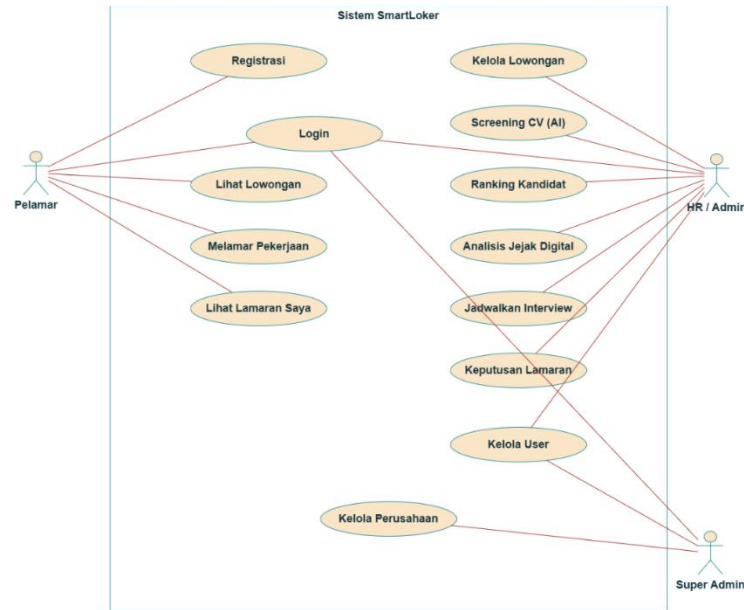 Sistem SmartLoker
Registrasi
Kelola Lowongan
Login
Screening CV (AI)
Pelamar
Lihat Lowongan
Ranking Kandidat
HR / Admin
Melamar Pekerjaan
Analisis Jejak Digital
Lihat Lamaran Saya
Jadwalkan Interview
Keputusan Lamaran
Kelola User
Kelola Perusahaan
Super Admin